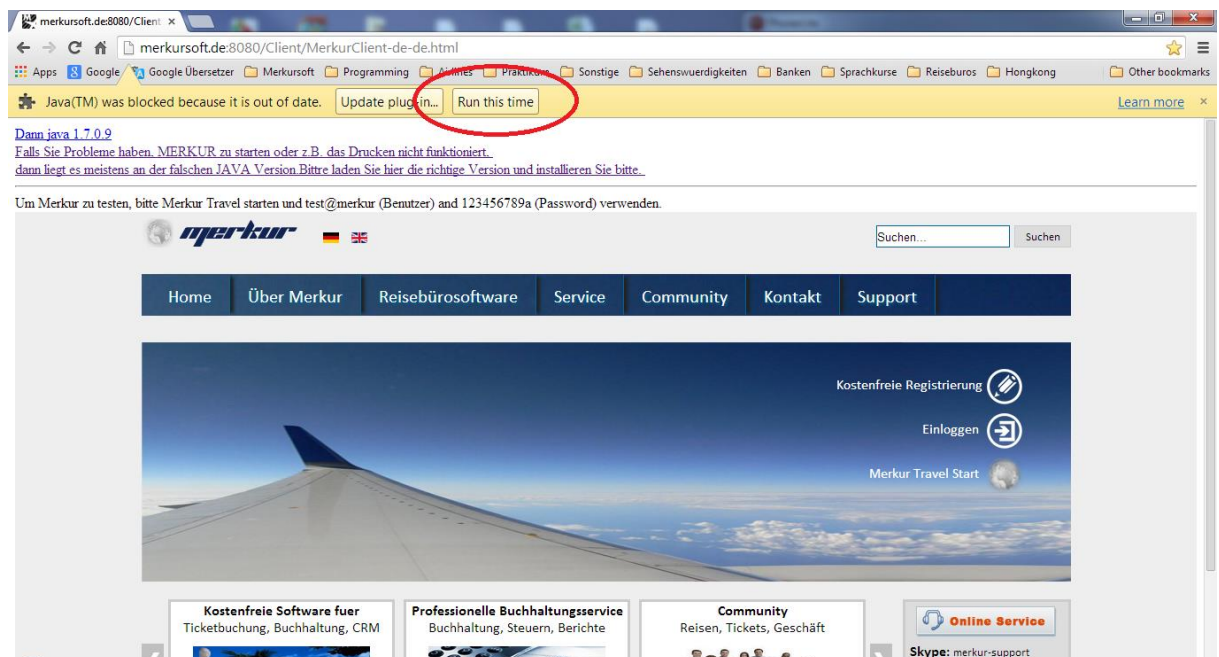 merkursoft.de:8080/Client
merkursoft.de:8080/Client/MerkurClient-de-de.html
Apps Google Google Übersetzer Merkursoft Programming Airlines Praktikum Sonstige Sehenswuerdigkeiten Banken Sprachkurse Reiseburos Hongkong Other bookmarks
Java(TM) was blocked because it is out of date. Update plug-in... Run this time Learn more
Dann java 1.7.0.9
Falls Sie Probleme haben. MERKUR zu starten oder z.B. das Drucken nicht funktioniert.
dann liegt es meistens an der falschen JAVA Version.Bittre laden Sie hier die richtige Version und installieren Sie bitte.
Um Merkur zu testen, bitte Merkur Travel starten und test@merkur (Benutzer) and 123456789a (Password) verwenden.
merkur Suchen... Suchen
Home Über Merkur Reisebürosoftware Service Community Kontakt Support
Kostenfreie Registrierung
Einloggen
Merkur Travel Start
Kostenfreie Software fuer
Ticketbuchung, Buchhaltung, CRM
Professionelle Buchhaltungsservice
Buchhaltung, Steuern, Berichte
Community
Reisen, Tickets, Geschäft
Online Service
Skype: merkur-support